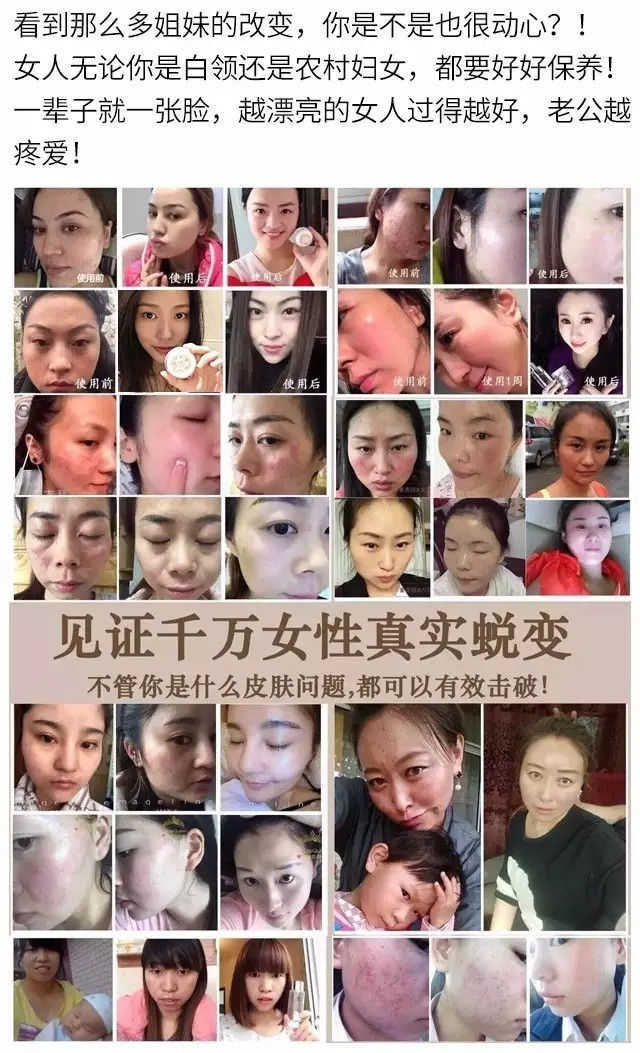 看到那么多姐妹的改变，你是不是也很动心？！
女人无论你是白领还是农村妇女，都要好好保养！
一辈子就一张脸，越漂亮的女人过得越好，老公越
疼爱！
使用前
使用后
使用后
使用前
使用后
使用前
使用后
使用1周
使用后
见证千万女性真实蜕变
不管你是什么皮肤问题,都可以有效击破！